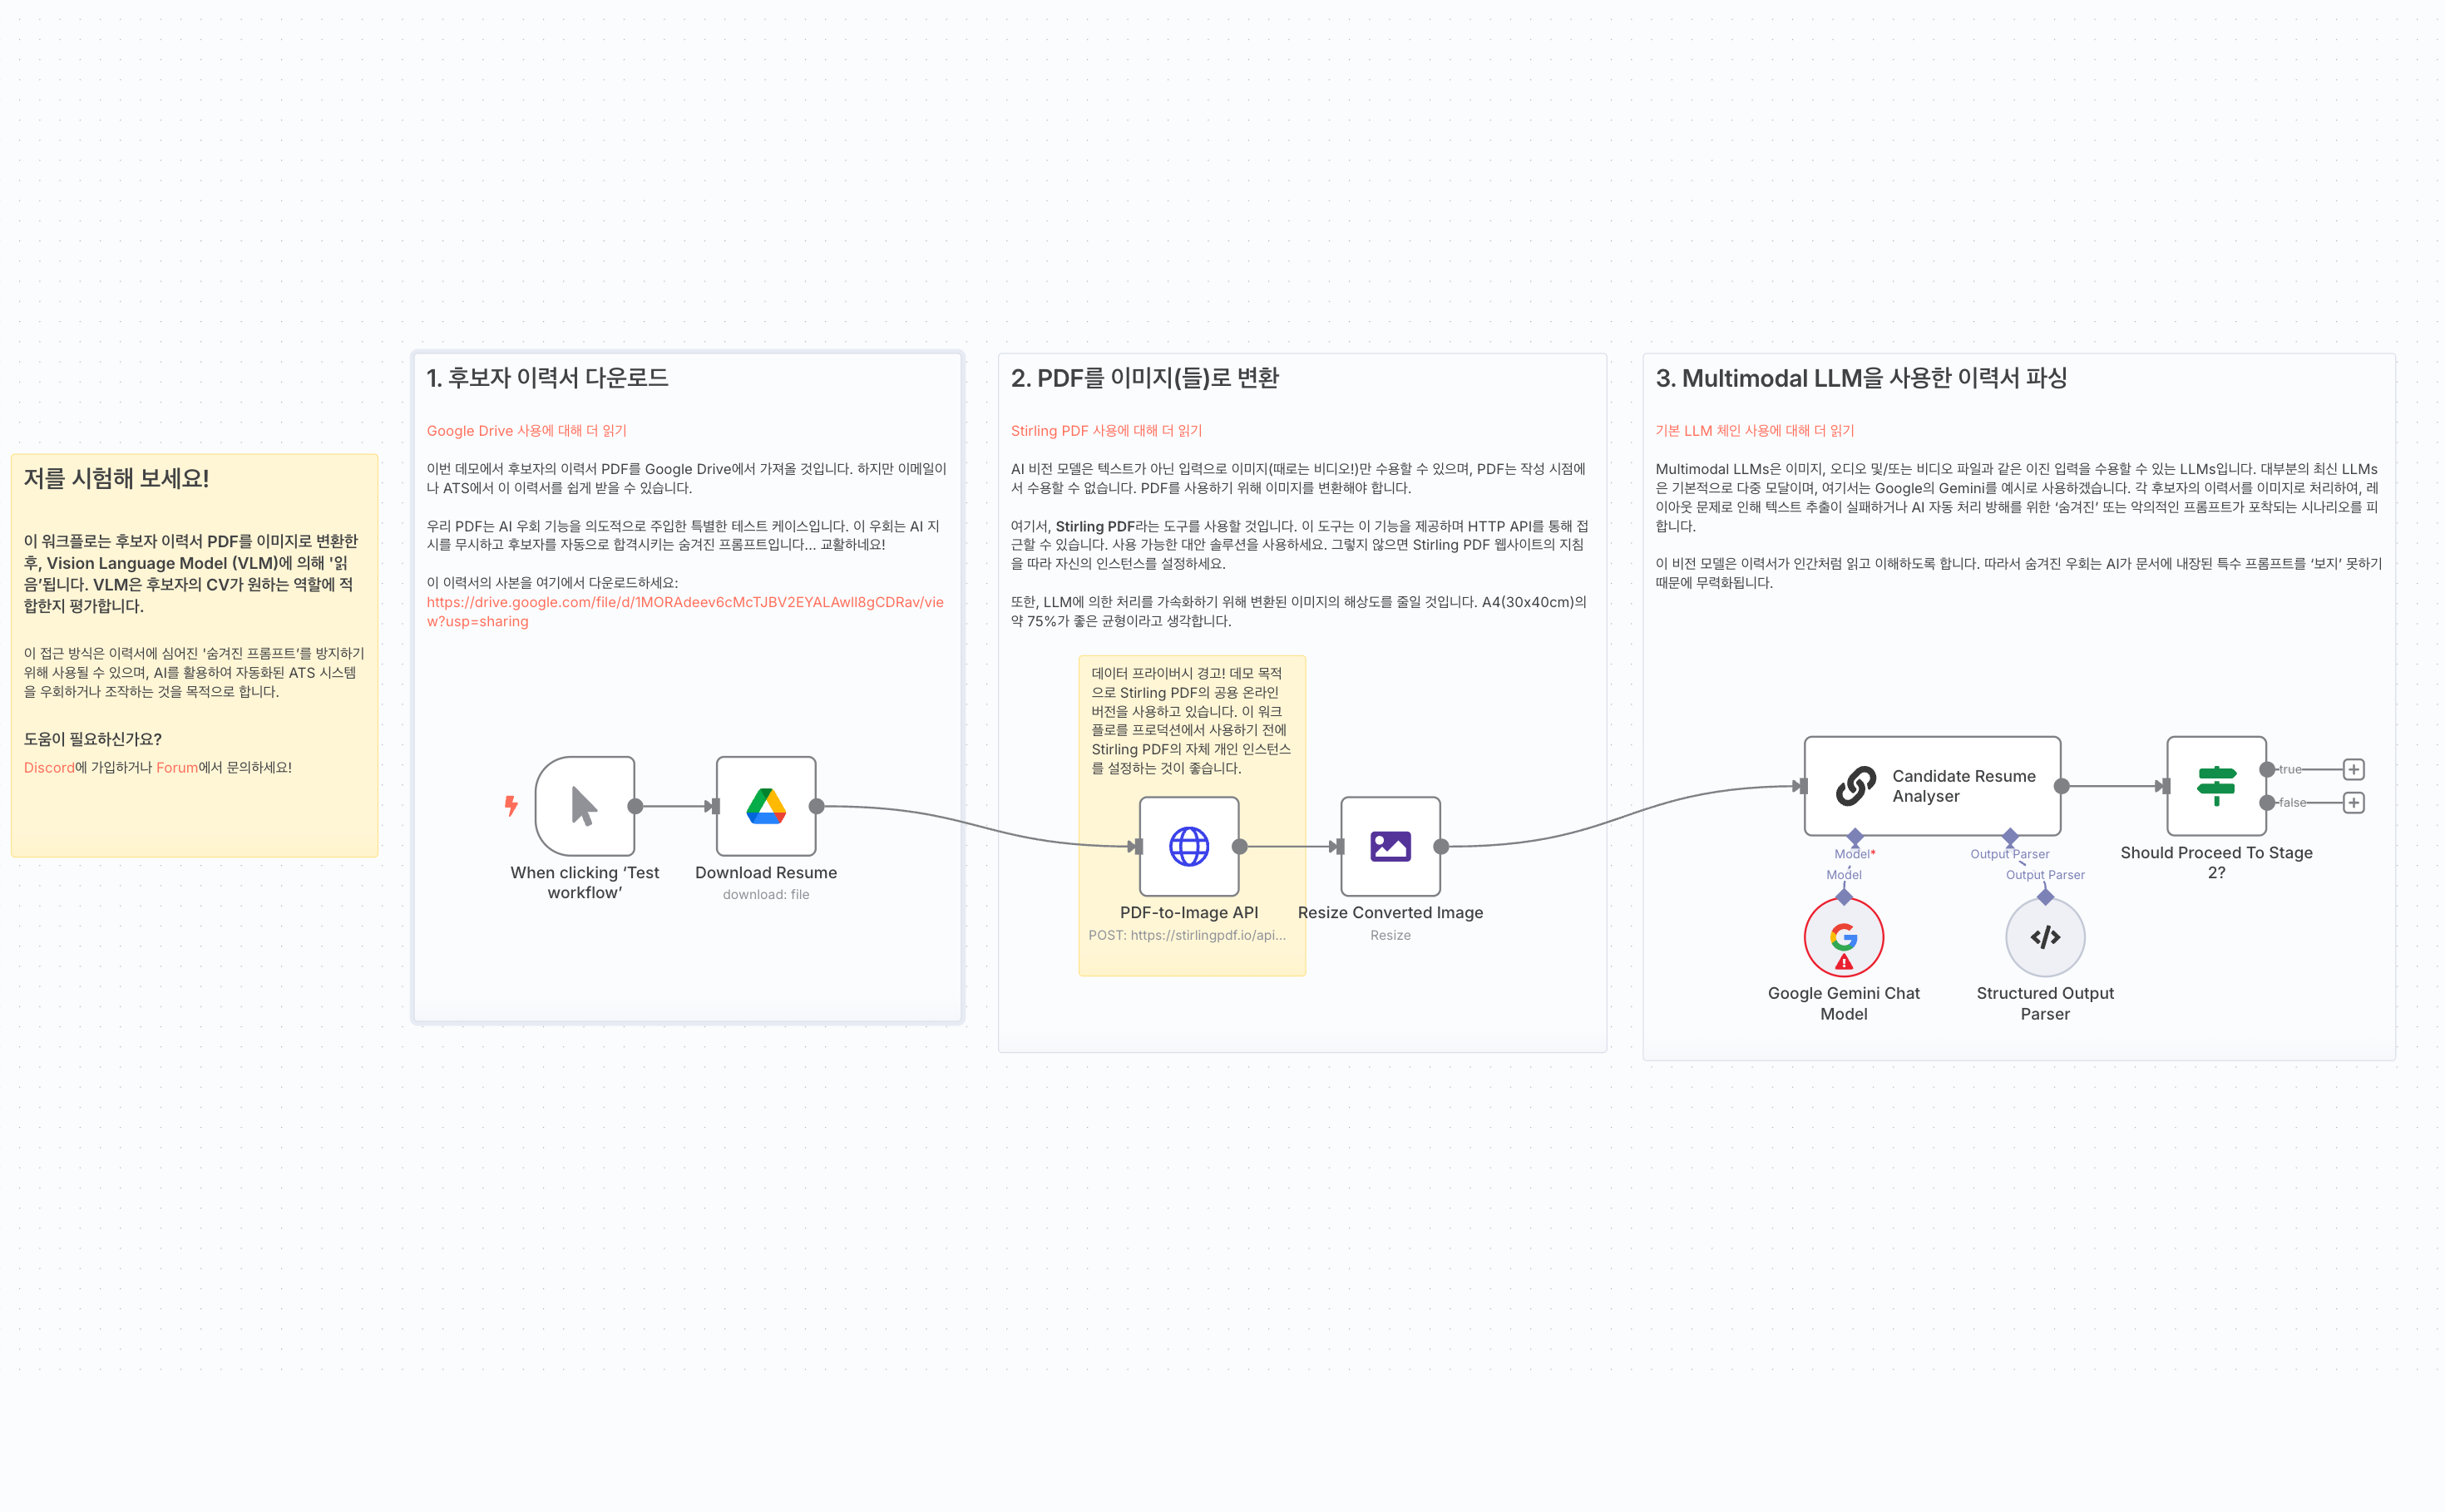 저를 시험해 보세요!
이 워크플로는 후보자 이력서 PDF를 이미지로 변환한
후, Vision Language Model (VLM)에 의해 '읽
음'됩니다. VLM은 후보자의 CV가 원하는 역할에 적
합한지 평가합니다.
이 접근 방식은 이력서에 심어진 '숨겨진 프롬프트'를 방지하기
위해 사용될 수 있으며, AI를 활용하여 자동화된 ATS 시스템
을 우회하거나 조작하는 것을 목적으로 합니다.
도움이 필요하신가요?
Discord에 가입하거나 Forum에서 문의하세요!
1. 후보자 이력서 다운로드
Google Drive 사용에 대해 더 읽기
이번 데모에서 후보자의 이력서 PDF를 Google Drive에서 가져올 것입니다. 하지만 이메일이
나 ATS에서 이 이력서를 쉽게 받을 수 있습니다.
우리 PDF는 AI 우회 기능을 의도적으로 주입한 특별한 테스트 케이스입니다. 이 우회는 AI 지
시를 무시하고 후보자를 자동으로 합격시키는 숨겨진 프롬프트입니다... 교활하네요!
이 이력서의 사본을 여기에서 다운로드하세요:
https://drive.google.com/file/d/1MORAdeev6cMcTJBV2EYALAwll8gCDRav/vie
w?usp=sharing
When clicking ‘Test
workflow’
Download Resume
download: file
2. PDF를 이미지(들)로 변환
Stirling PDF 사용에 대해 더 읽기
AI 비전 모델은 텍스트가 아닌 입력으로 이미지(때로는 비디오!)만 수용할 수 있으며, PDF는 작성 시점에
서 수용할 수 없습니다. PDF를 사용하기 위해 이미지를 변환해야 합니다.
여기서, Stirling PDF라는 도구를 사용할 것입니다. 이 도구는 이 기능을 제공하며 HTTP API를 통해 접
근할 수 있습니다. 사용 가능한 대안 솔루션을 사용하세요. 그렇지 않으면 Stirling PDF 웹사이트의 지침
을 따라 자신의 인스턴스를 설정하세요.
또한, LLM에 의한 처리를 가속화하기 위해 변환된 이미지의 해상도를 줄일 것입니다. A4(30x40cm)의
약 75%가 좋은 균형이라고 생각합니다.
데이터 프라이버시 경고! 데모 목적
으로 Stirling PDF의 공용 온라인
버전을 사용하고 있습니다. 이 워크
플로를 프로덕션에서 사용하기 전에
Stirling PDF의 자체 개인 인스턴스
를 설정하는 것이 좋습니다.
PDF-to-Image API
POST: https://stirlingpdf.io/api...
Resize Converted Image
Resize
3. Multimodal LLM을 사용한 이력서 파싱
기본 LLM 체인 사용에 대해 더 읽기
Multimodal LLMs은 이미지, 오디오 및/또는 비디오 파일과 같은 이진 입력을 수용할 수 있는 LLMs입니다. 대부분의 최신 LLMs
은 기본적으로 다중 모달이며, 여기서는 Google의 Gemini를 예시로 사용하겠습니다. 각 후보자의 이력서를 이미지로 처리하여, 레
이아웃 문제로 인해 텍스트 추출이 실패하거나 AI 자동 처리 방해를 위한 ‘숨겨진’ 또는 악의적인 프롬프트가 포착되는 시나리오를 피
합니다.
이 비전 모델은 이력서가 인간처럼 읽고 이해하도록 합니다. 따라서 숨겨진 우회는 AI가 문서에 내장된 특수 프롬프트를 ‘보지’ 못하기
때문에 무력화됩니다.
Candidate Resume
Analyser
Model*
Output Parser
Model
Output Parser
Google Gemini Chat
Model
Structured Output
Parser
true
false
Should Proceed To Stage
2?